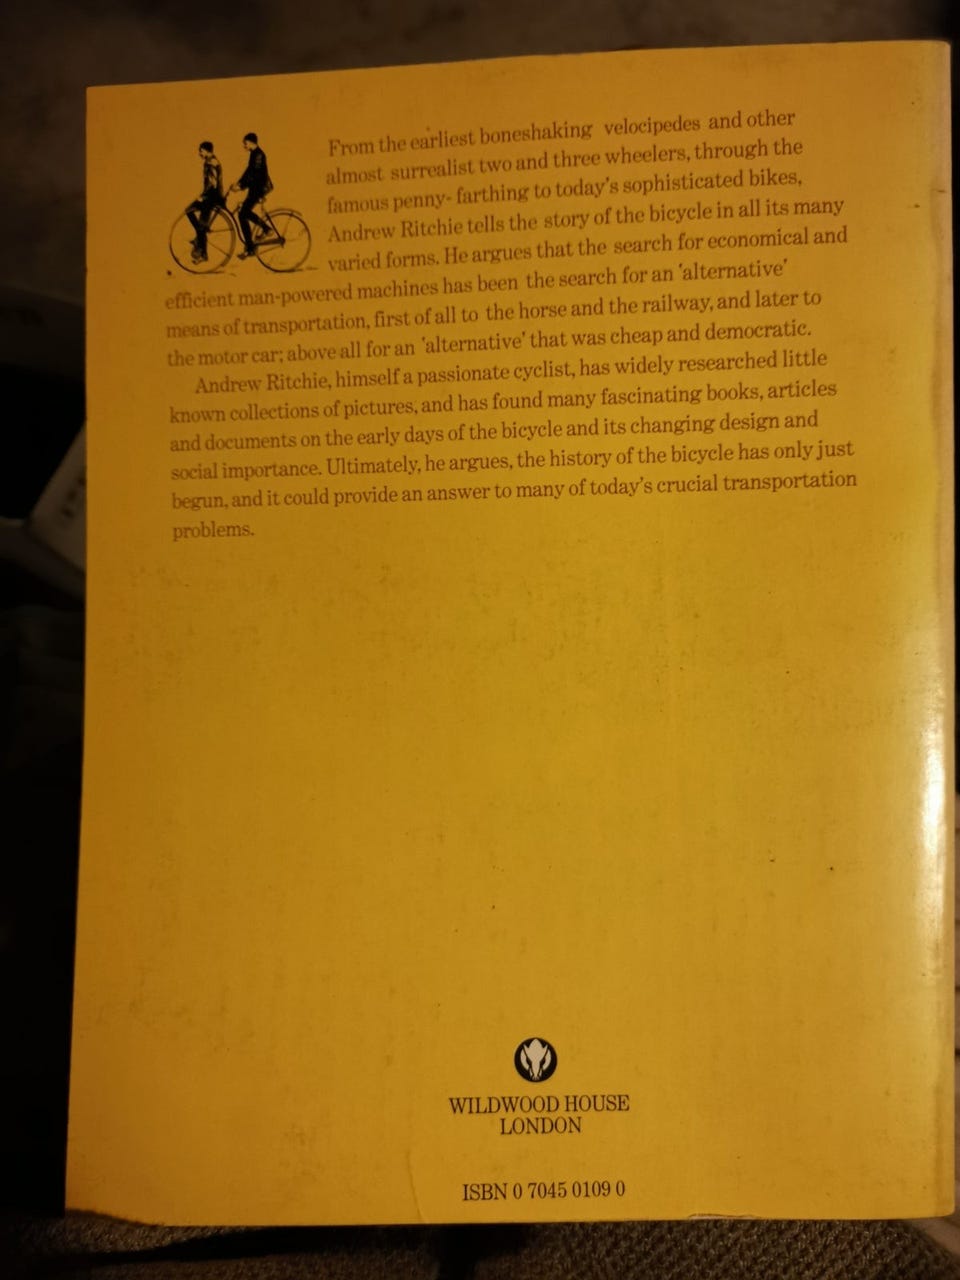 From the earliest boneshaking velocipedes and other
almost surrealist two and three wheelers, through the
famous penny- farthing to today's sophisticated bikes,
Andrew Ritchie tells the story of the bicycle in all its many
varied forms. He argues that the search for economical and
efficient man-powered machines has been the search for an 'alternative'
means of transportation, first of all to the horse and the railway, and later to
the motor car; above all for an 'alternative' that was cheap and democratic.
Andrew Ritchie, himself a passionate cyclist, has widely researched little
known collections of pictures, and has found many fascinating books, articles
and documents on the early days of the bicycle and its changing design and
social importance. Ultimately, he argues, the history of the bicycle has only just
begun, and it could provide an answer to many of today's crucial transportation
problems.
WILDWOOD HOUSE
LONDON
ISBN 0 7045 0109 0